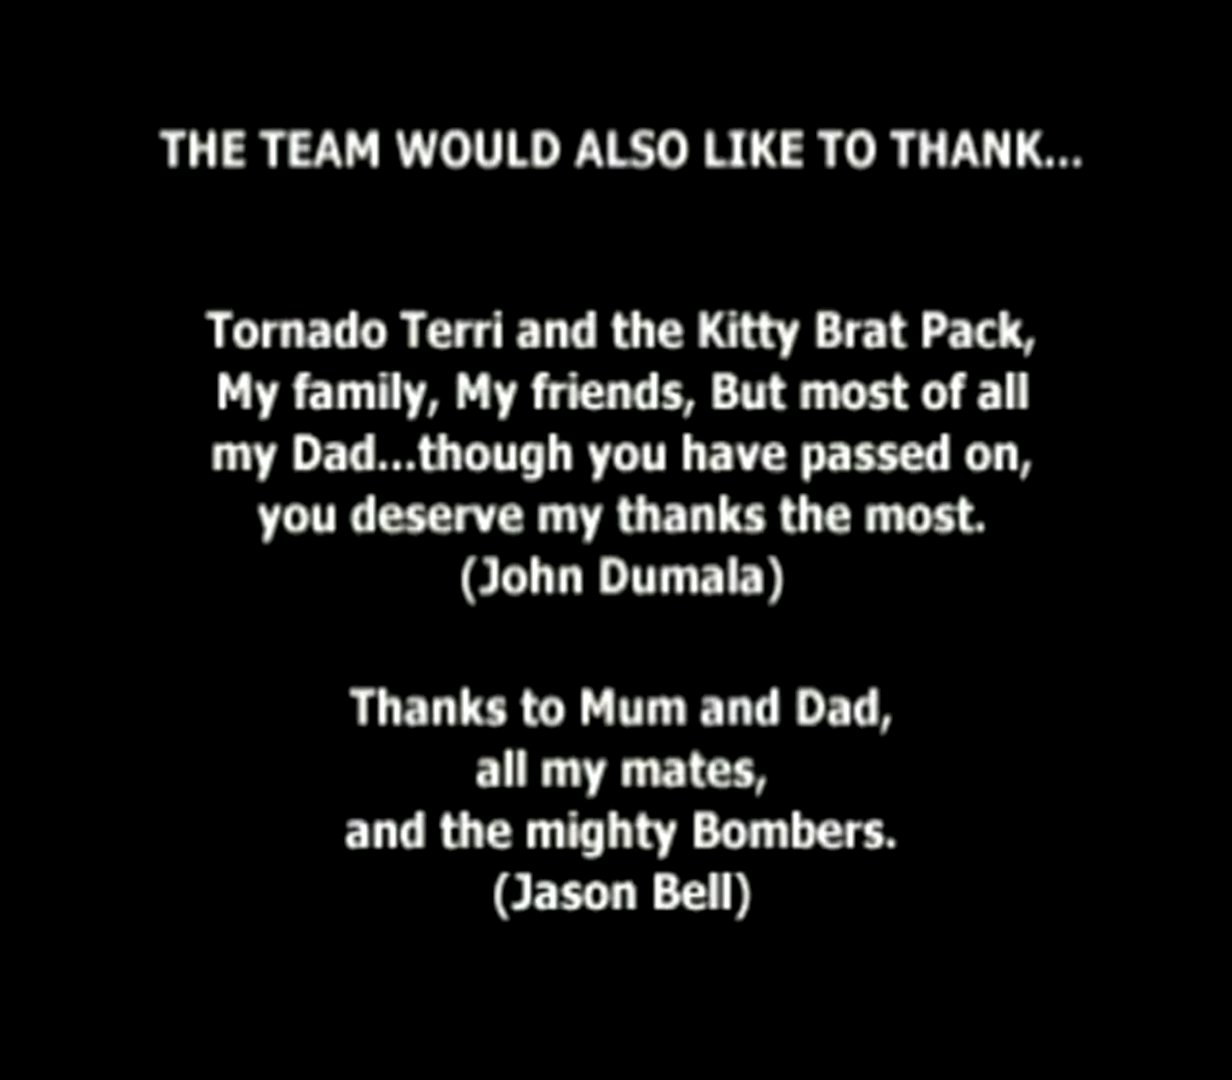 THE TEAM WOULD ALSO LIKE TO THANK...
Tornado Terri and the Kitty Brat Pack,
My family, My friends, But most of all
my Dad...though you have passed on,
you deserve my thanks the most.
(John Dumala)
Thanks to Mum and Dad,
all my mates,
and the mighty Bombers.
(Jason Bell)